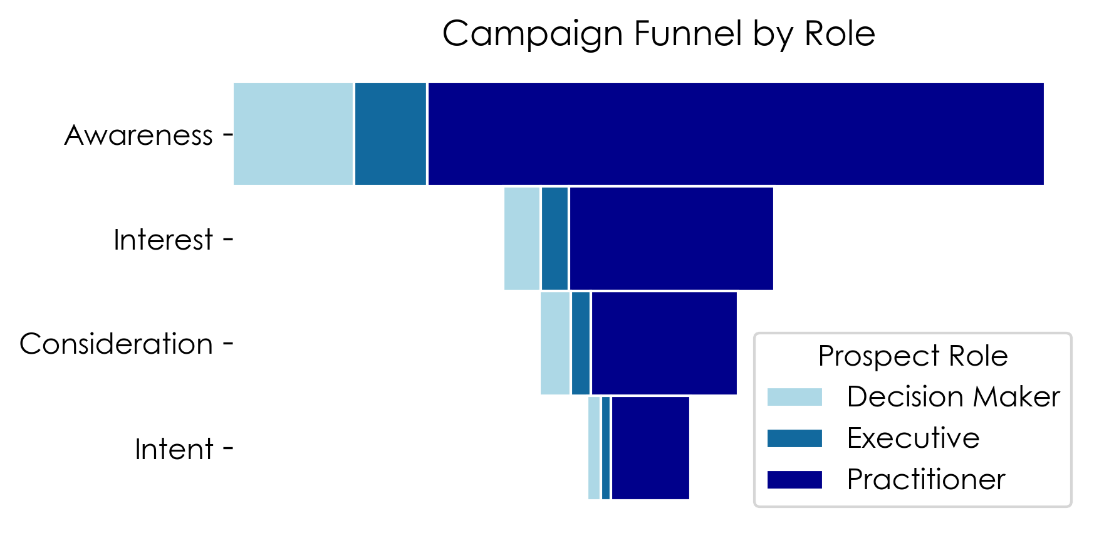 Campaign Funnel by Role
Awareness
Interest
Consideration
Intent
Prospect Role
Decision Maker
Executive
Practitioner